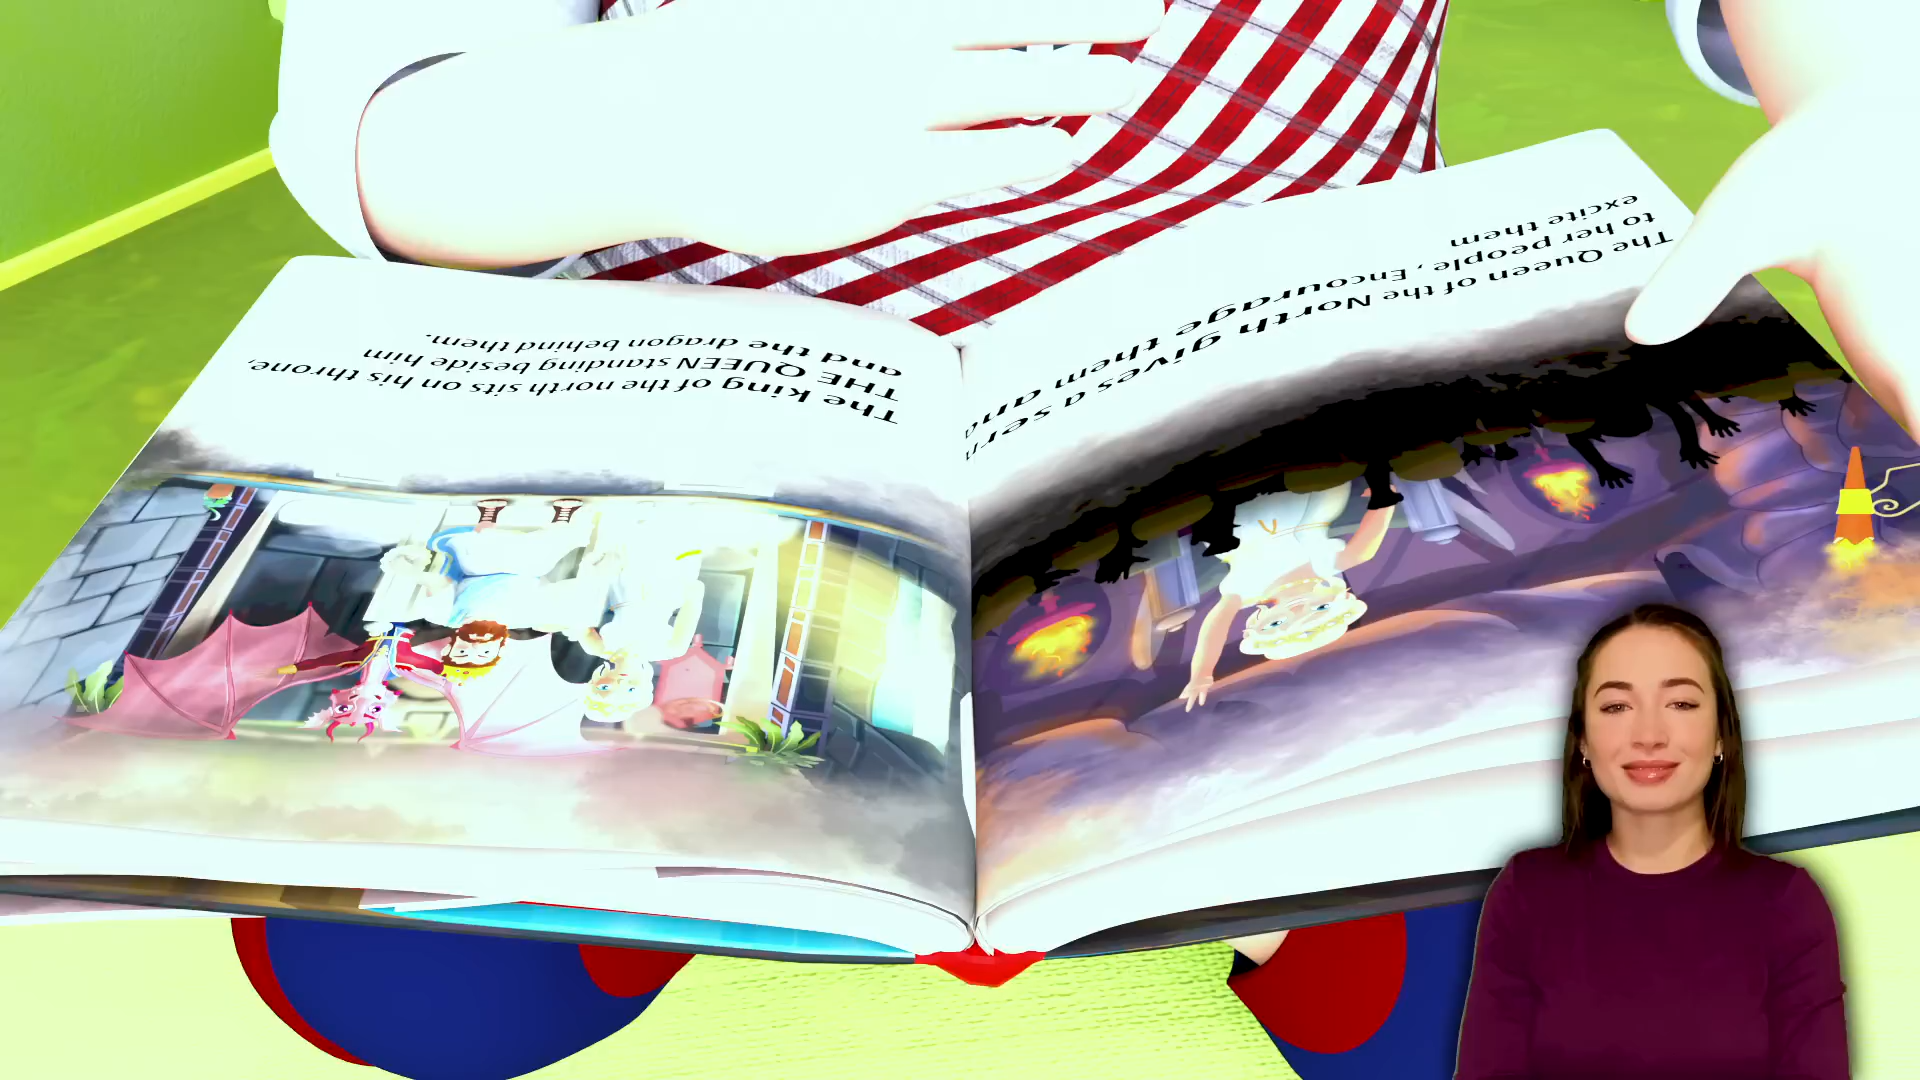 The king of the north sits on his throne,
THE QUEEN standing beside him
and the dragon behind them.
The Queen of the North gives a serm
to her people, Encourage them and
excite them